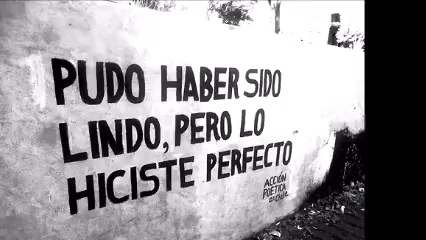 PUDO HABER SIDO
LINDO, PERO LO
HICISTE PERFECTO
ACCIÓN
POÉTICA